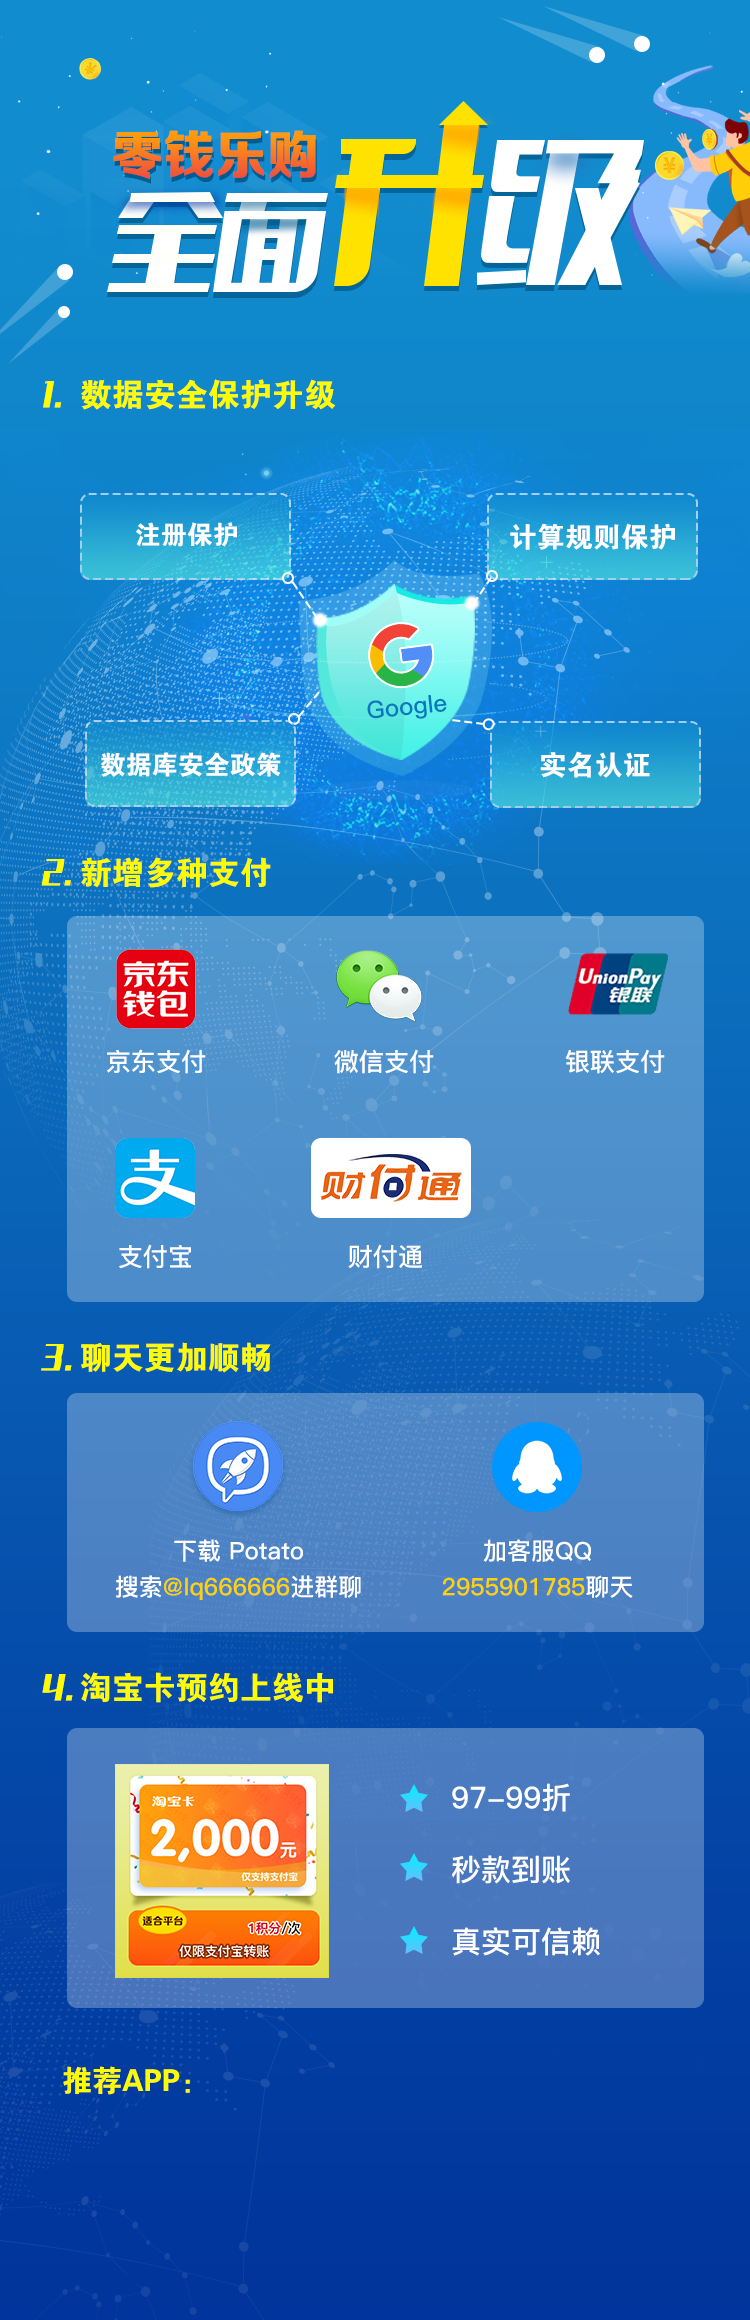 零钱乐购
全面升级
1. 数据安全保护升级
注册保护
计算规则保护
Google
数据库安全政策
实名认证
2. 新增多种支付
京东
钱包
UnionPay
银联
京东支付
微信支付
银联支付
支
财付通
支付宝
财付通
3. 聊天更加顺畅
下载 Potato
加客服QQ
搜索@lq666666进群聊
2955901785聊天
4. 淘宝卡预约上线中
淘宝卡
2,000元
仅支持支付宝
适合平台
1积分/次
仅限支付宝转账
97-99折
秒款到账
真实可信赖
推荐APP：